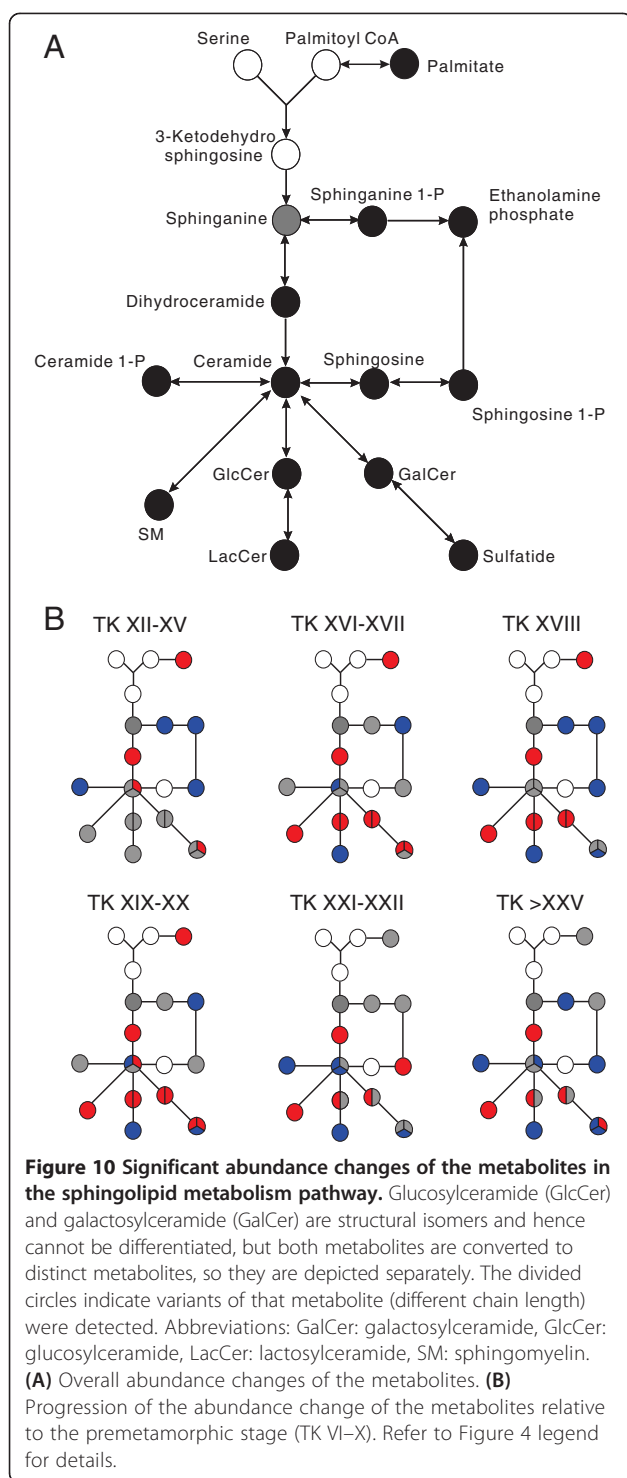 A
Serine
Palmitoyl CoA
Palmitate
3-Ketodehydro
sphingosine
Sphinganine 1-P
Ethanolamine
phosphate
Sphinganine
Dihydroceramide
Ceramide 1-P
Ceramide
Sphingosine
Sphingosine 1-P
GlcCer
GalCer
SM
LacCer
Sulfatide
B
TK XII-XV
TK XVI-XVII
TK XVIII
TK XIX-XX
TK XXI-XXII
TK >XXV
Figure 10 Significant abundance changes of the metabolites in
the sphingolipid metabolism pathway. Glucosylceramide (GlcCer)
and galactosylceramide (GalCer) are structural isomers and hence
cannot be differentiated, but both metabolites are converted to
distinct metabolites, so they are depicted separately. The divided
circles indicate variants of that metabolite (different chain length)
were detected. Abbreviations: GalCer: galactosylceramide, GlcCer:
glucosylceramide, LacCer: lactosylceramide, SM: sphingomyelin.
(A) Overall abundance changes of the metabolites. (B)
Progression of the abundance change of the metabolites relative
to the premetamorphic stage (TK VI–X). Refer to Figure 4 legend
for details.